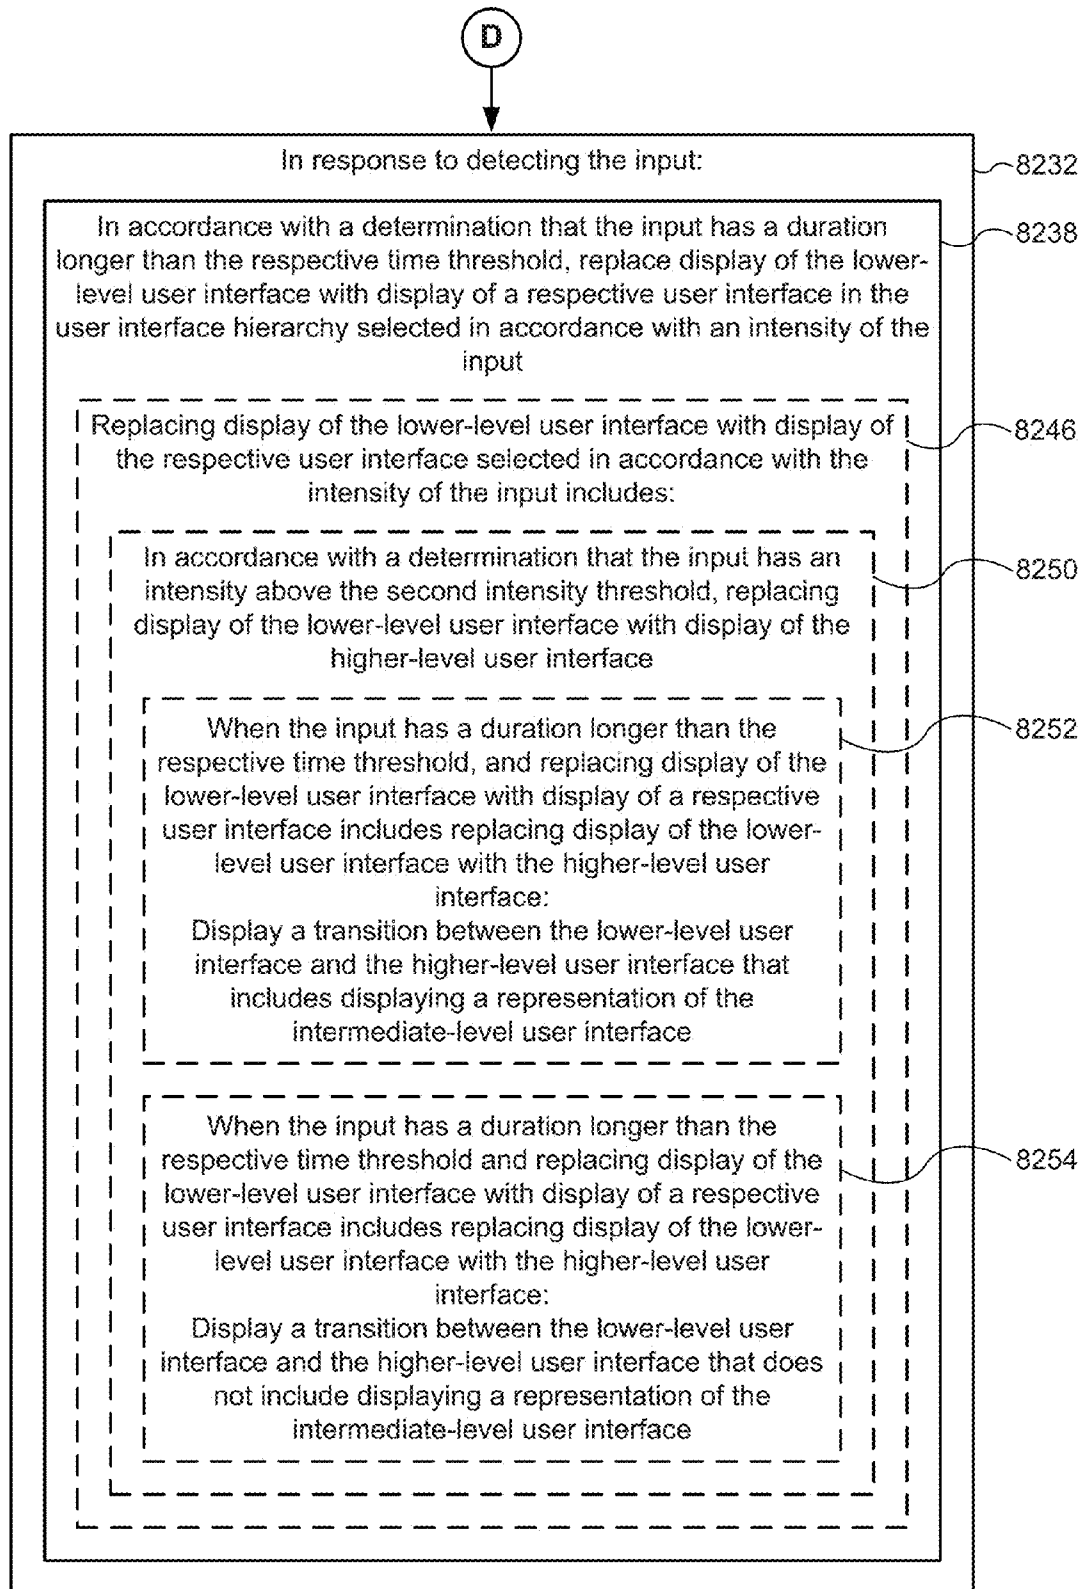 D
In response to detecting the input:
8232
In accordance with a determination that the input has a duration
8238
longer than the respective time threshold, replace display of the lower-
level user interface with display of a respective user interface in the
user interface hierarchy selected in accordance with an intensity of the
input
Replacing display of the lower-level user interface with display of
8246
the respective user interface selected in accordance with the
intensity of the input includes:
In accordance with a determination that the input has an
8250
intensity above the second intensity threshold, replacing
display of the lower-level user interface with display of the
higher-level user interface
When the input has a duration longer than the
8252
respective time threshold, and replacing display of the
lower-level user interface with display of a respective
user interface includes replacing display of the lower-
level user interface with the higher-level user
interface:
Display a transition between the lower-level user
interface and the higher-level user interface that
includes displaying a representation of the
intermediate-level user interface
When the input has a duration longer than the
respective time threshold and replacing display of the
8254
lower-level user interface with display of a respective
user interface includes replacing display of the lower-
level user interface with the higher-level user
interface:
Display a transition between the lower-level user
interface and the higher-level user interface that does
not include displaying a representation of the
intermediate-level user interface